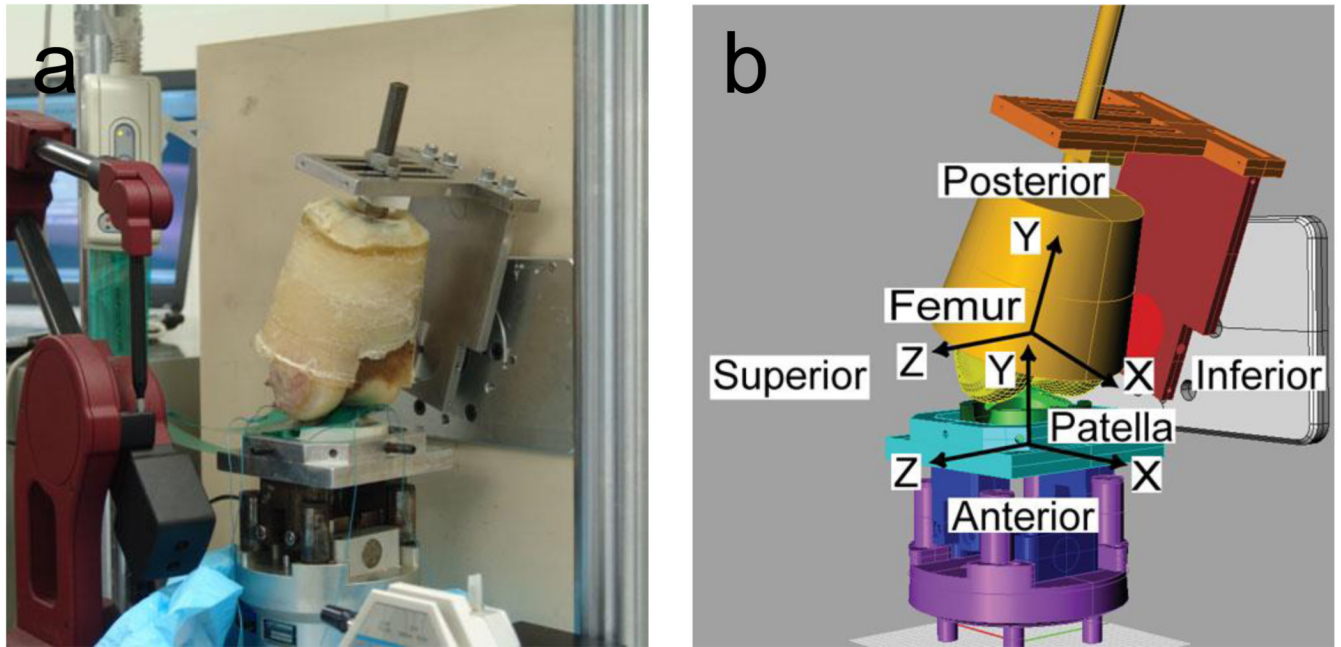 a
b
Posterior
Y
Femur
Z
Y
X
Superior
Inferior
Patella
Z
X
Anterior